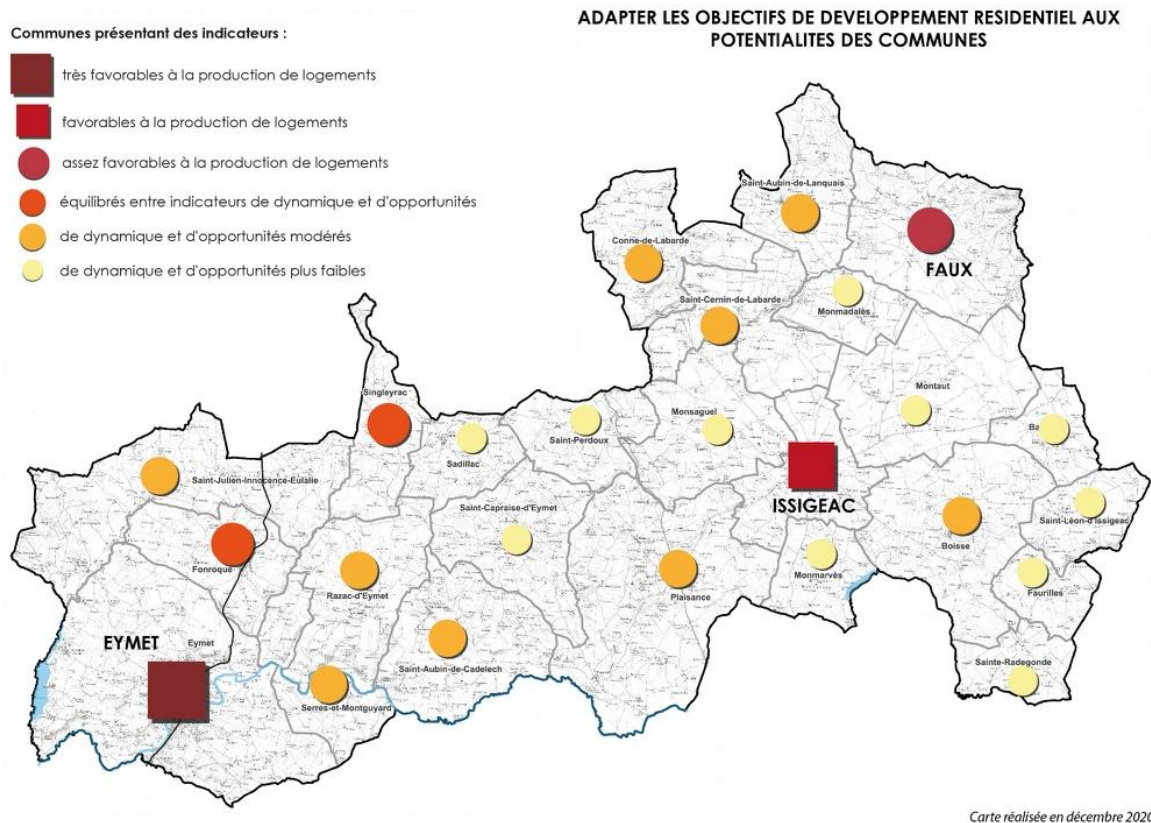 ADAPTER LES OBJECTIFS DE DEVELOPPEMENT RESIDENTIEL AUX
POTENTIALITES DES COMMUNES
Communes présentant des indicateurs :
très favorables à la production de logements
favorables à la production de logements
assez favorables à la production de logements
équilibrés entre indicateurs de dynamique et d'opportunités
de dynamique et d'opportunités modérés
de dynamique et d'opportunités plus faibles
Saint-Aubin-de-Lanquais
Conne-de-Labarde
FAUX
Saint-Cernin-de-Labarde
Monmadalès
Singleyrac
Montaut
Monsaguel
Saint-Perdoux
Sadillac
Saint-Julien-Innocence-Eulalie
ISSIGEAC
Saint-Capraise-d'Eymet
Saint-Léon-d'Issigeac
Boisse
Fonroque
Razac-d'Eymet
Plaisance
Monmarvès
Faurilles
EYMET
Eymet
Saint-Aubin-de-Cadelech
Sainte-Radegonde
Serres-et-Montguyard
Carte réalisée en décembre 2020